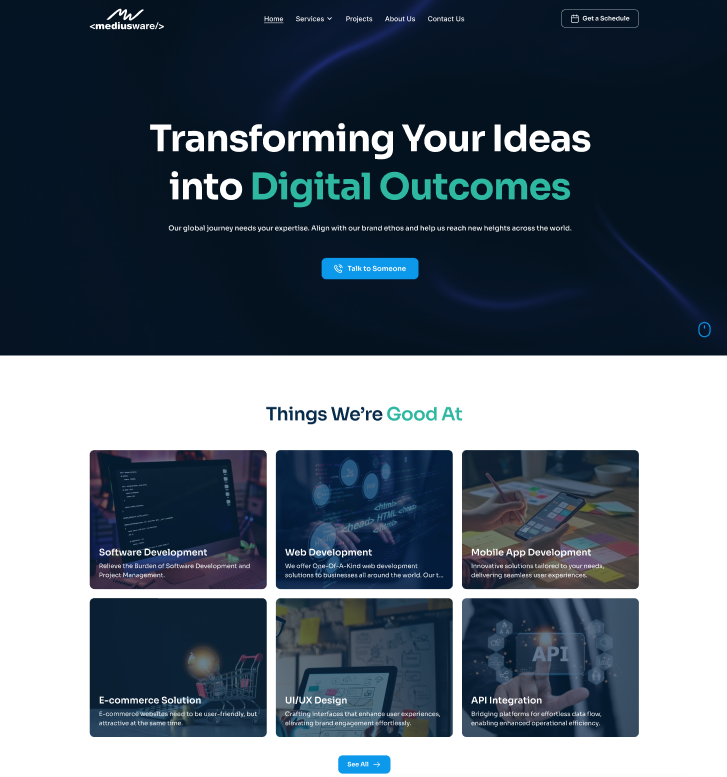 <mediusware/>
Home Services Projects About Us Contact Us
Get a Schedule
Transforming Your Ideas
into Digital Outcomes
Our global journey needs your expertise. Align with our brand ethos and help us reach new heights across the world.
Talk to Someone
Things We’re Good At
Software Development
Relieve the Burden of Software Development and
Project Management.
<html>
HTML
<head>
Web Development
We offer One-Of-A-Kind web development
solutions to businesses all around the world. Our t...
Mobile App Development
Innovative solutions tailored to your needs,
delivering seamless user experiences.
E-commerce Solution
E-commerce websites need to be user-friendly, but
attractive at the same time
UI/UX Design
Crafting interfaces that enhance user experiences,
elevating brand engagement effortlessly.
API
API Integration
Bridging platforms for effortless data flow,
enabling enhanced operational efficiency.
See All